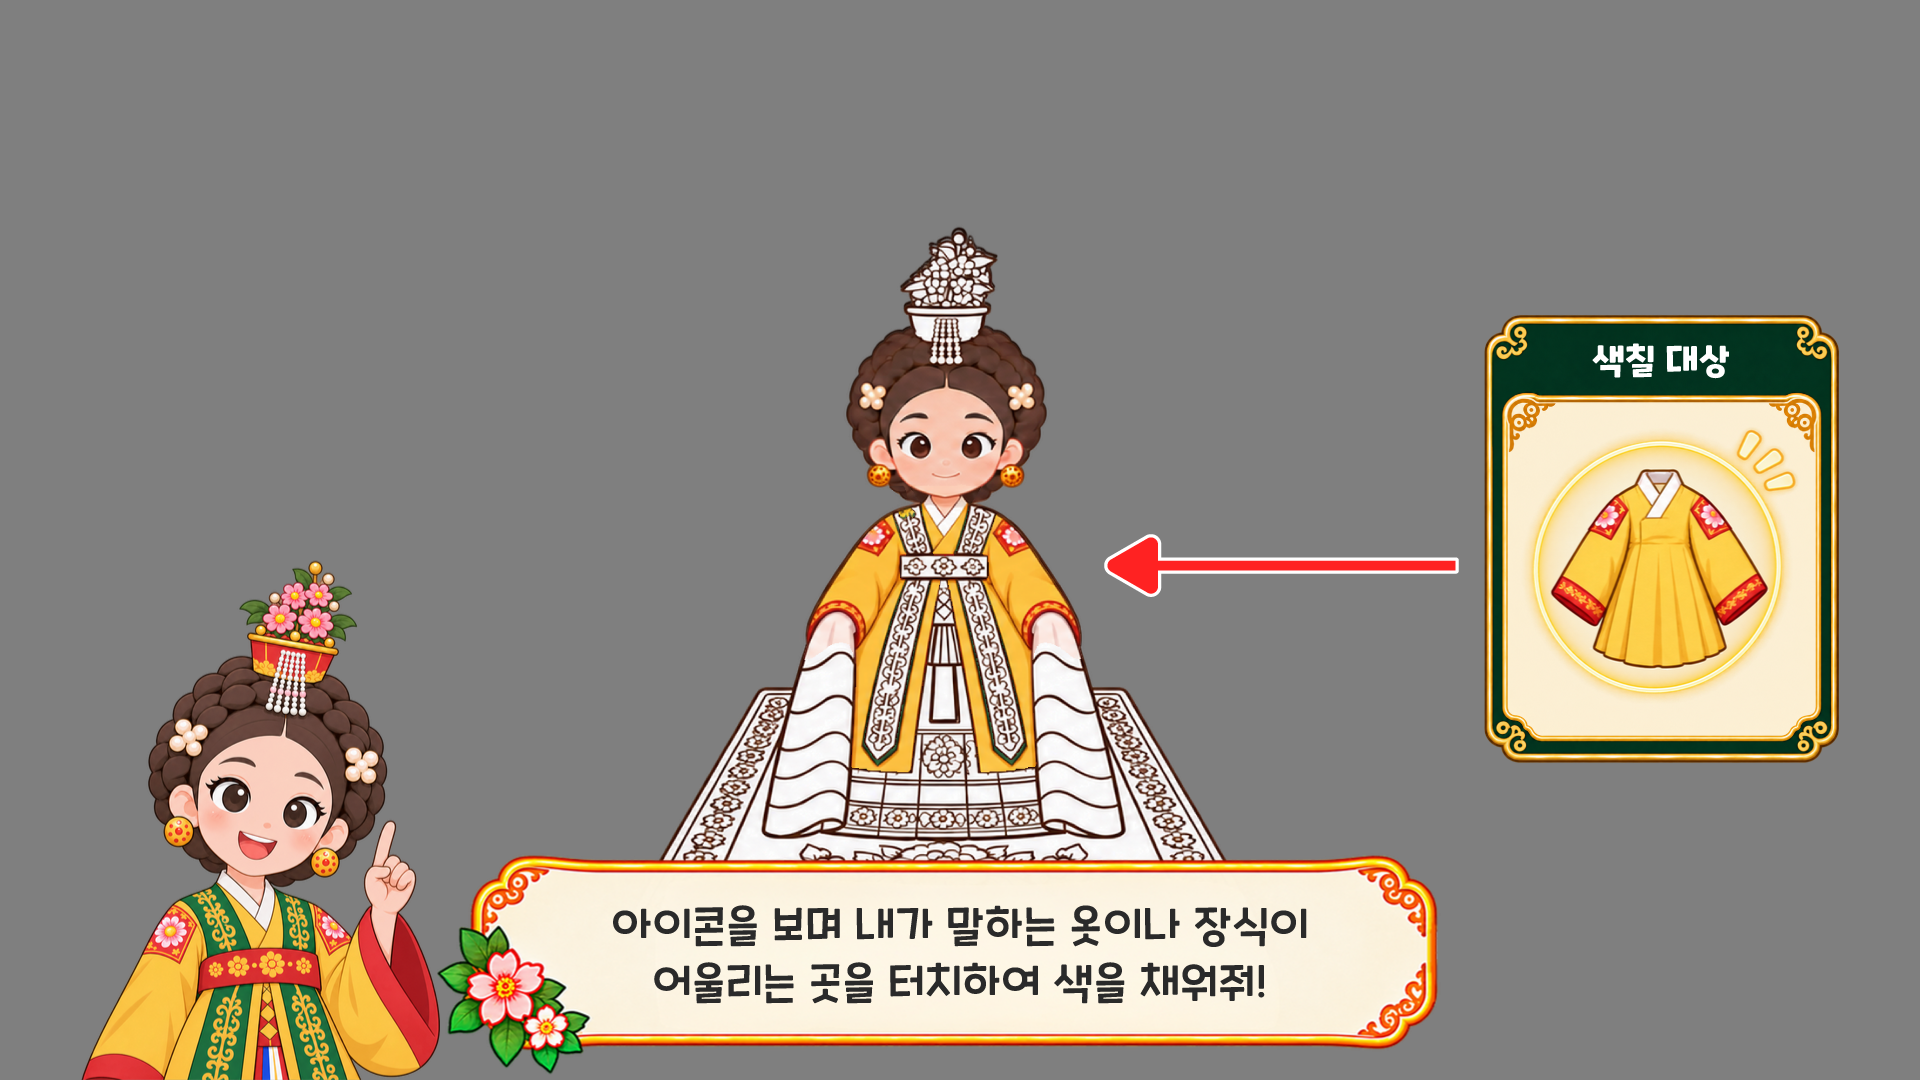 색칠 대상
아이콘을 보며 내가 말하는 옷이나 장식이
어울리는 곳을 터치하여 색을 채워줘!